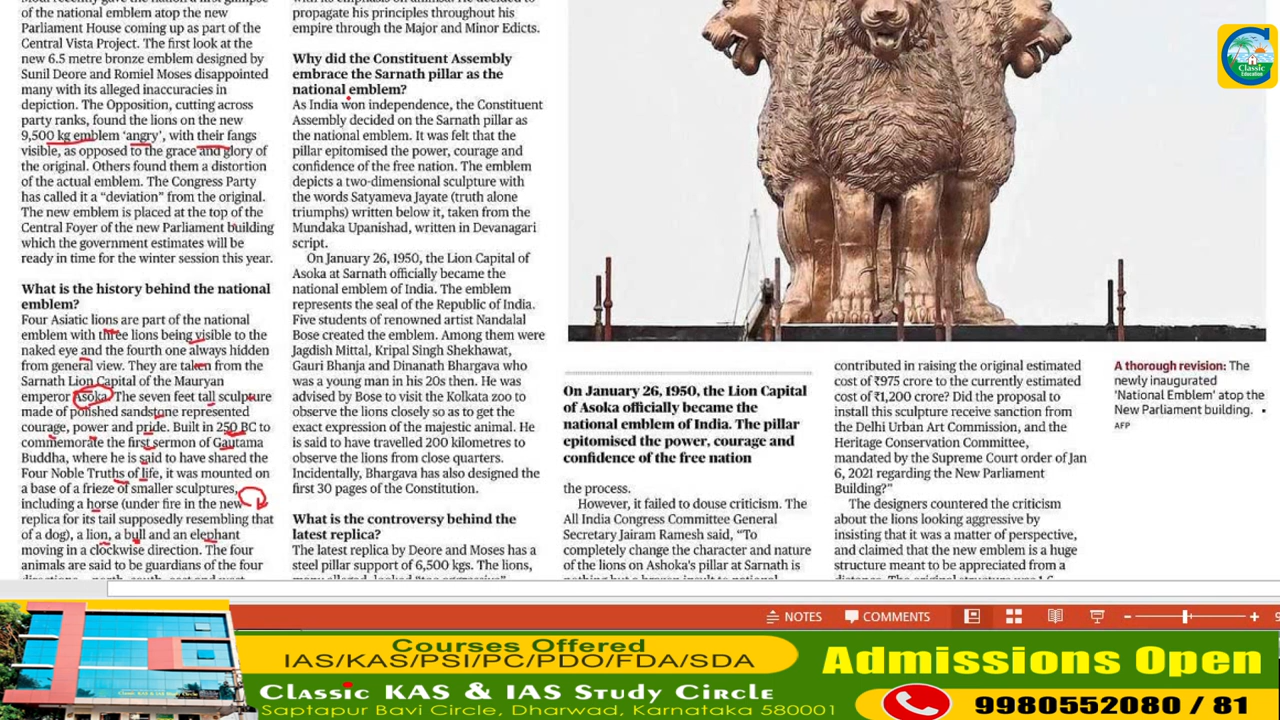 Modi recently gave the nation a first glimpse
of the national emblem atop the new
Parliament House coming up as part of the
Central Vista Project. The first look at the
new 6.5 metre bronze emblem designed by
Sunil Deore and Romiel Moses disappointed
many with its alleged inaccuracies in
depiction. The Opposition, cutting across
party ranks, found the lions on the new
9,500 kg emblem ‘angry’, with their fangs
visible, as opposed to the grace and glory of
the original. Others found them a distortion
of the actual emblem. The Congress Party
has called it a “deviation” from the original.
The new emblem is placed at the top of the
Central Foyer of the new Parliament building
which the government estimates will be
ready in time for the winter session this year.
What is the history behind the national
emblem?
Four Asiatic lions are part of the national
emblem with three lions being visible to the
naked eye and the fourth one always hidden
from general view. They are taken from the
Sarnath Lion Capital of the Mauryan
emperor Asoka. The seven feet tall sculpture
made of polished sandstone represented
courage, power and pride. Built in 250 BC to
commemorate the first sermon of Gautama
Buddha, where he is said to have shared the
Four Noble Truths of life, it was mounted on
a base of a frieze of smaller sculptures,
including a horse (under fire in the new
replica for its tail supposedly resembling that
of a dog), a lion, a bull and an elephant
moving in a clockwise direction. The four
animals are said to be guardians of the four
directions — north, south, east and west
with its emphasis on ahimsa. He decided to
propagate his principles throughout his
empire through the Major and Minor Edicts.
Why did the Constituent Assembly
embrace the Sarnath pillar as the
national emblem?
As India won independence, the Constituent
Assembly decided on the Sarnath pillar as
the national emblem. It was felt that the
pillar epitomised the power, courage and
confidence of the free nation. The emblem
depicts a two-dimensional sculpture with
the words Satyameva Jayate (truth alone
triumphs) written below it, taken from the
Mundaka Upanishad, written in Devanagari
script.
On January 26, 1950, the Lion Capital of
Asoka at Sarnath officially became the
national emblem of India. The emblem
represents the seal of the Republic of India.
Five students of renowned artist Nandalal
Bose created the emblem. Among them were
Jagdish Mittal, Kripal Singh Shekhawat,
Gauri Bhanja and Dinanath Bhargava who
was a young man in his 20s then. He was
advised by Bose to visit the Kolkata zoo to
observe the lions closely so as to get the
exact expression of the majestic animal. He
is said to have travelled 200 kilometres to
observe the lions from close quarters.
Incidentally, Bhargava has also designed the
first 30 pages of the Constitution.
What is the controversy behind the
latest replica?
The latest replica by Deore and Moses has a
steel pillar support of 6,500 kgs. The lions,
many alleged, looked “too aggressive”
On January 26, 1950, the Lion Capital
of Asoka officially became the
national emblem of India. The pillar
epitomised the power, courage and
confidence of the free nation
the process.
However, it failed to douse criticism. The
All India Congress Committee General
Secretary Jairam Ramesh said, “To
completely change the character and nature
of the lions on Ashoka's pillar at Sarnath is
nothing but a brazen insult to national
contributed in raising the original estimated
cost of ₹975 crore to the currently estimated
cost of ₹1,200 crore? Did the proposal to
install this sculpture receive sanction from
the Delhi Urban Art Commission, and the
Heritage Conservation Committee,
mandated by the Supreme Court order of Jan
6, 2021 regarding the New Parliament
Building?”
The designers countered the criticism
about the lions looking aggressive by
insisting that it was a matter of perspective,
and claimed that the new emblem is a huge
structure meant to be appreciated from a
distance. The original structure was 1.6
A thorough revision: The
newly inaugurated
'National Emblem' atop the
New Parliament building. •
AFP
Classic
Education
NOTES COMMENTS
Courses Offered
IAS/KAS/PSI/PC/PDO/FDA/SDA
Classic KAS & IAS Study Circle
Saptapur Bavi Circle, Dharwad, Karnataka 580001
Admissions Open
9980552080 / 81